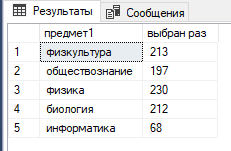 Результаты Сообщения
предмет1 выбран раз
1 физкультура 213
2 обществознание 197
3 физика 230
4 биология 212
5 информатика 68